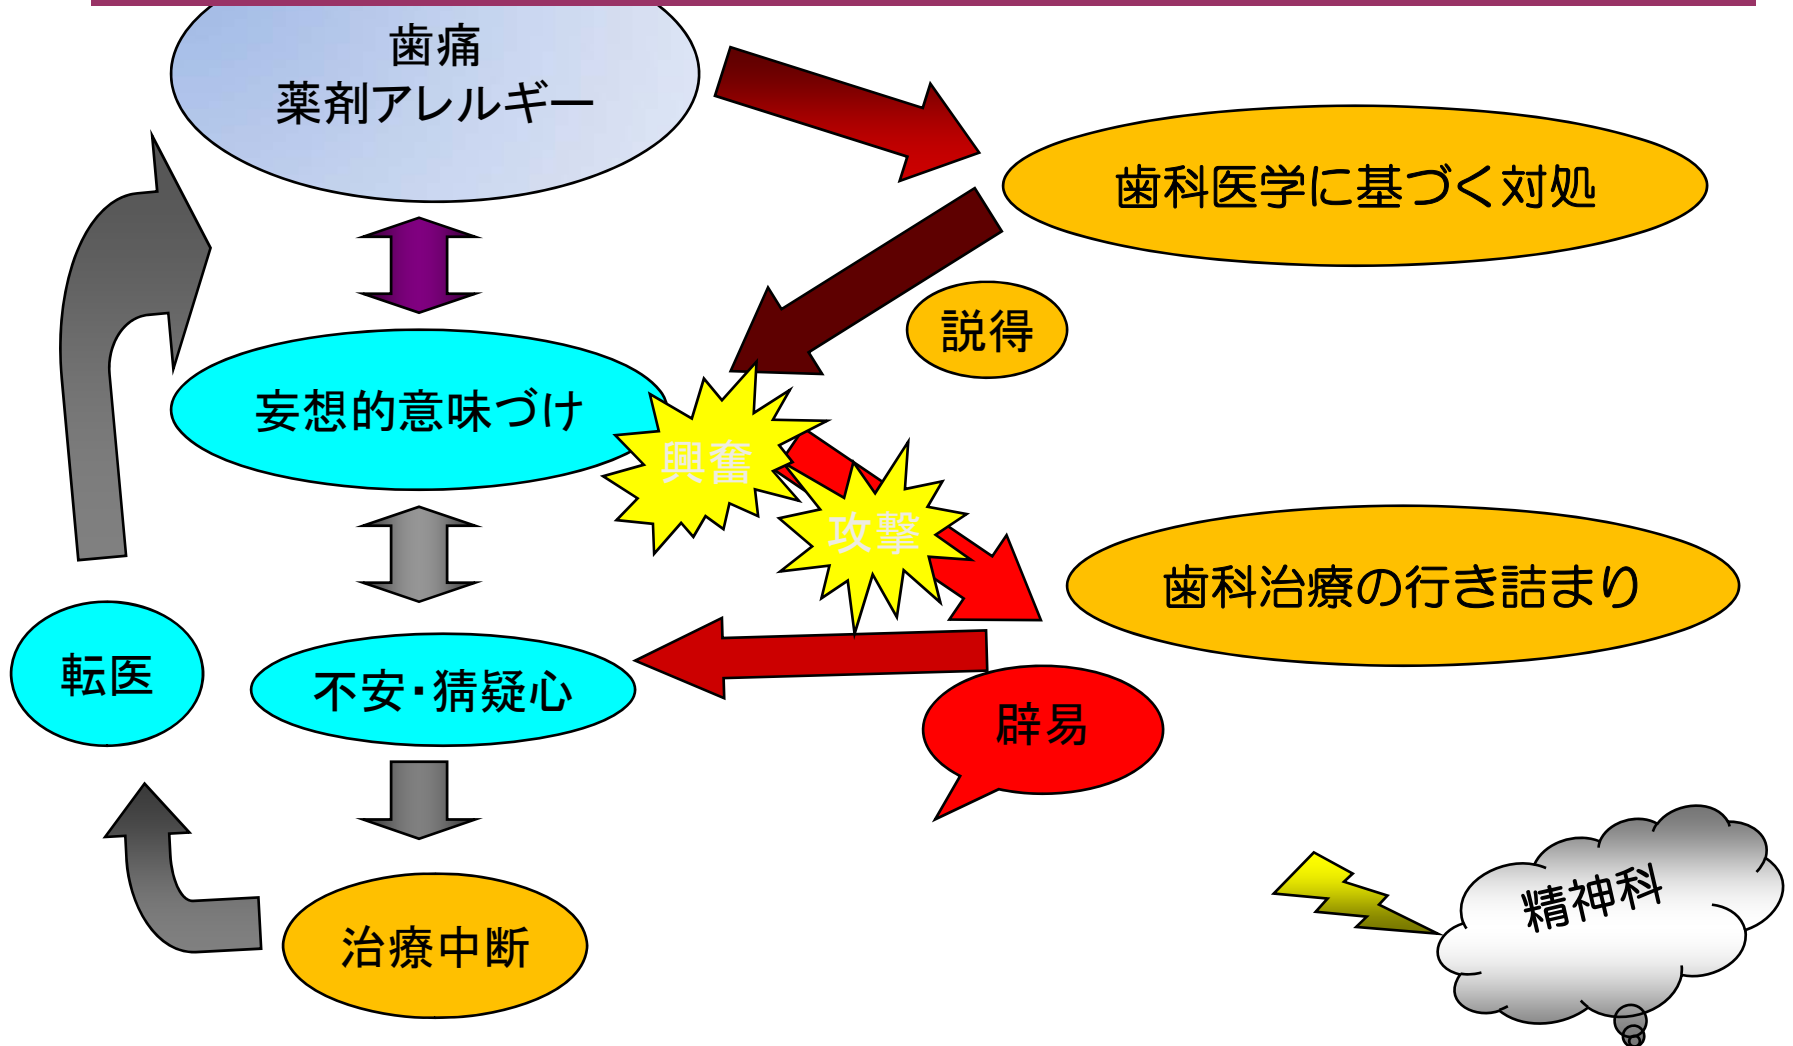 歯痛
薬剤アレルギー
歯科医学に基づく対処
説得
妄想的意味づけ
興奮
攻撃
歯科治療の行き詰まり
転医
不安・猜疑心
辟易
精神科
治療中断